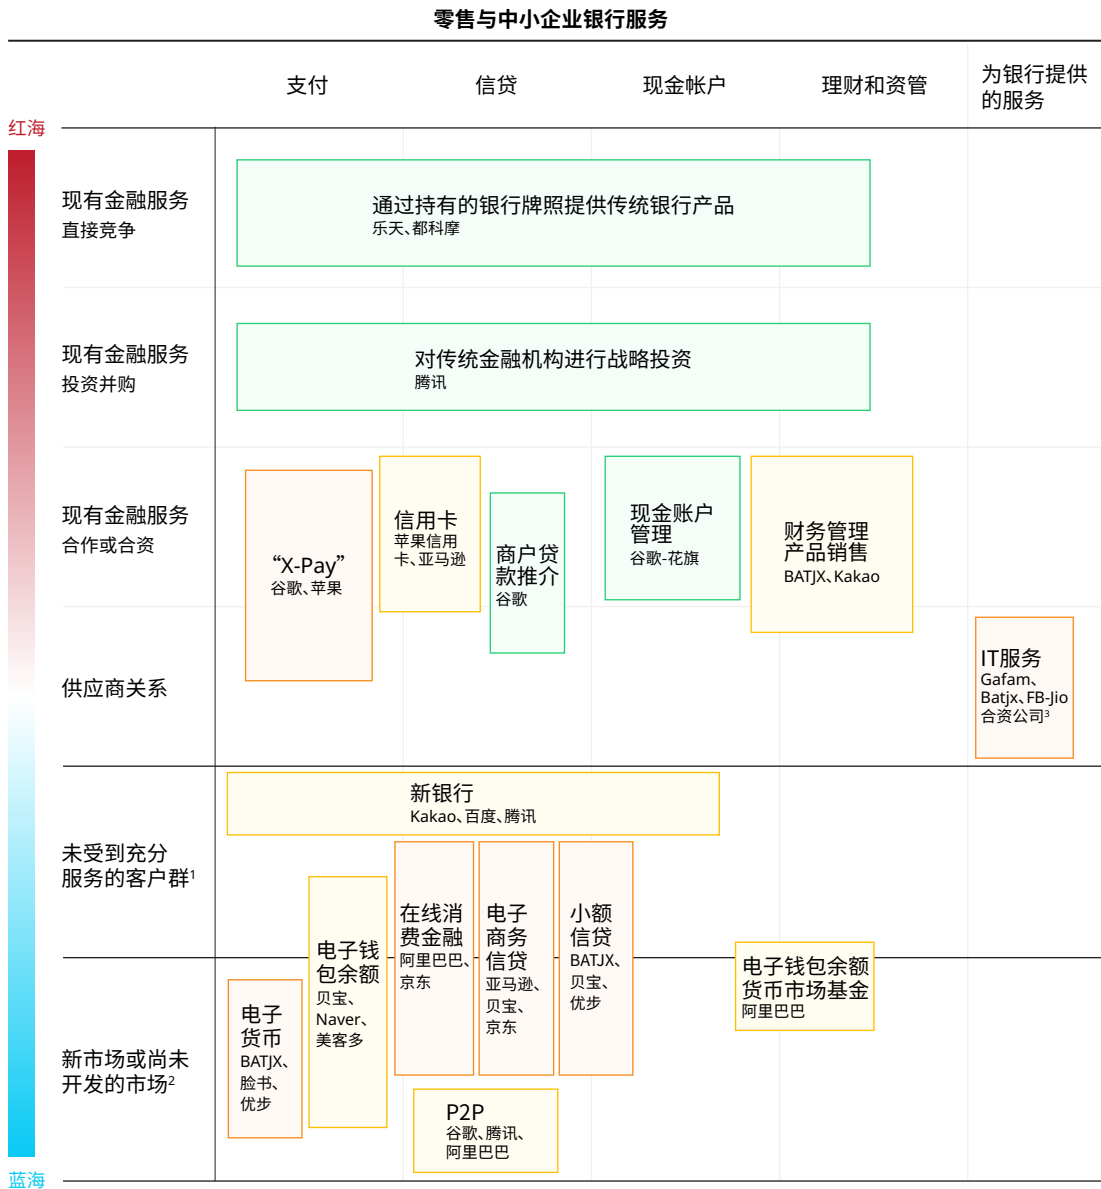 零售与中小企业银行服务
支付
信贷
现金帐户
理财和资管
为银行提供
的服务
红海
现有金融服务
直接竞争
通过持有的银行牌照提供传统银行产品
乐天、都科摩
现有金融服务
投资并购
对传统金融机构进行战略投资
腾讯
现有金融服务
合作或合资
“X-Pay”
谷歌、苹果
信用卡
苹果信用
卡、亚马逊
商户贷
款推介
谷歌
现金账户
管理
谷歌-花旗
财务管理
产品销售
BATJX、Kakao
供应商关系
IT服务
Gafam、
Batjx、FB-Jio
合资公司3
新银行
Kakao、百度、腾讯
未受到充分
服务的客户群1
电子钱
包余额
贝宝、
Naver、
美客多
在线消
费金融
阿里巴巴、
京东
电子
商务
信贷
亚马逊、
贝宝、
京东
小额
信贷
BATJX、
贝宝、
优步
电子钱包余额
货币市场基金
阿里巴巴
新市场或尚未
开发的市场2
电子
货币
BATJX、
脸书、
优步
P2P
谷歌、腾讯、
阿里巴巴
蓝海